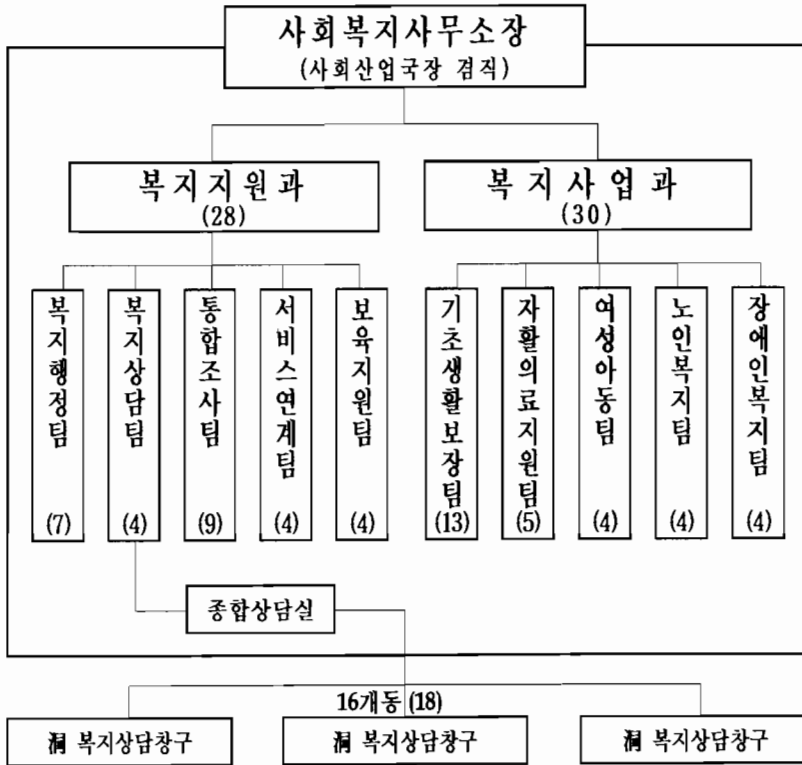 사회복지사무소장
(사회산업국장 겸직)
복지지원과
(28)
복지사업과
(30)
복지행정팀
(7)
복지상담팀
(4)
통합조사팀
(9)
서비스연계팀
(4)
보육지원팀
(4)
기초생활보장팀
(13)
자활의료지원팀
(5)
여성아동팀
(4)
노인복지팀
(4)
장애인복지팀
(4)
종합상담실
16개동 (18)
洞 복지상담창구
洞 복지상담창구
洞 복지상담창구